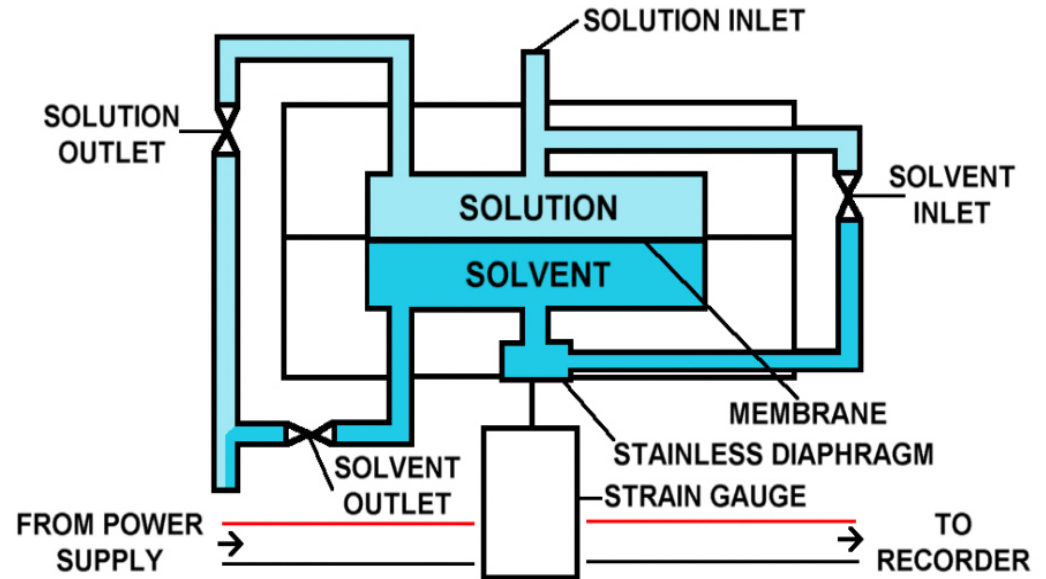 SOLUTION INLET
SOLUTION
OUTLET
SOLVENT
INLET
SOLUTION
SOLVENT
MEMBRANE
STAINLESS DIAPHRAGM
SOLVENT
OUTLET
STRAIN GAUGE
FROM POWER
SUPPLY
TO
RECORDER